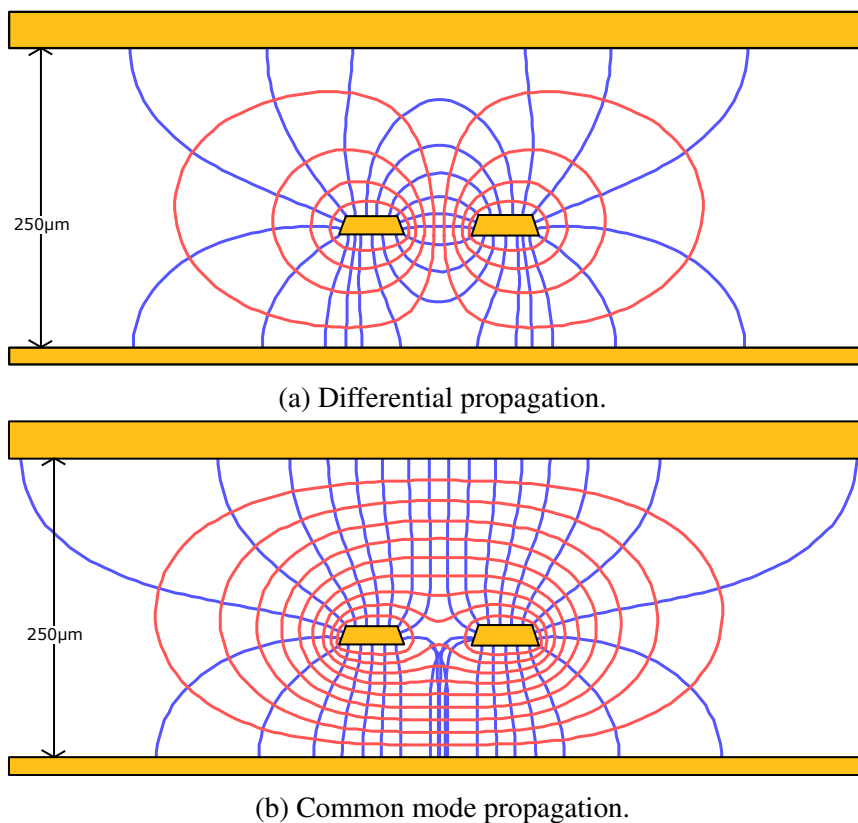 250µm
(a) Differential propagation.
250µm
(b) Common mode propagation.